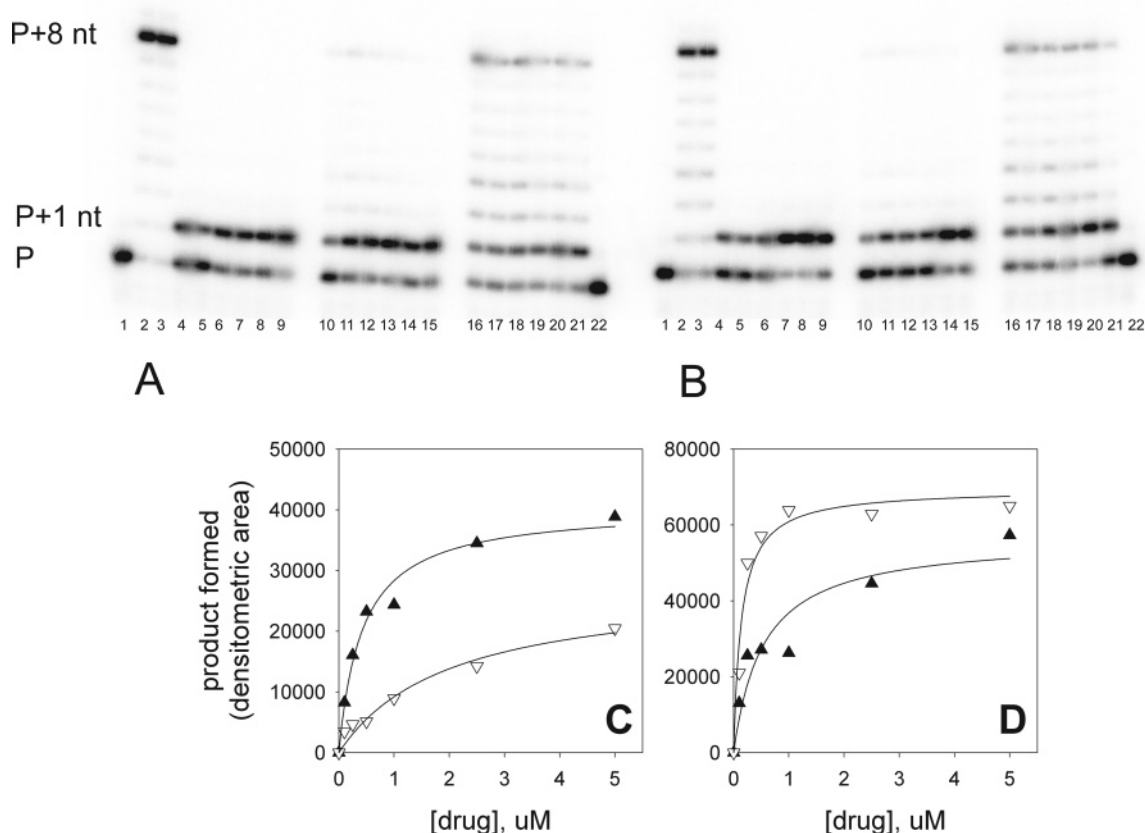 P+8 nt
P+1 nt
P
1 2 3 4 5 6 7 8 9 10 11 12 13 14 15 16 17 18 19 20 21 22
1 2 3 4 5 6 7 8 9 10 11 12 13 14 15 16 17 18 19 20 21 22
A
B
50000
40000
30000
20000
10000
0
0 1 2 3 4 5
product formed
(densitometric area)
[drug], uM
C
80000
60000
40000
20000
0
0 1 2 3 4 5
[drug], uM
D